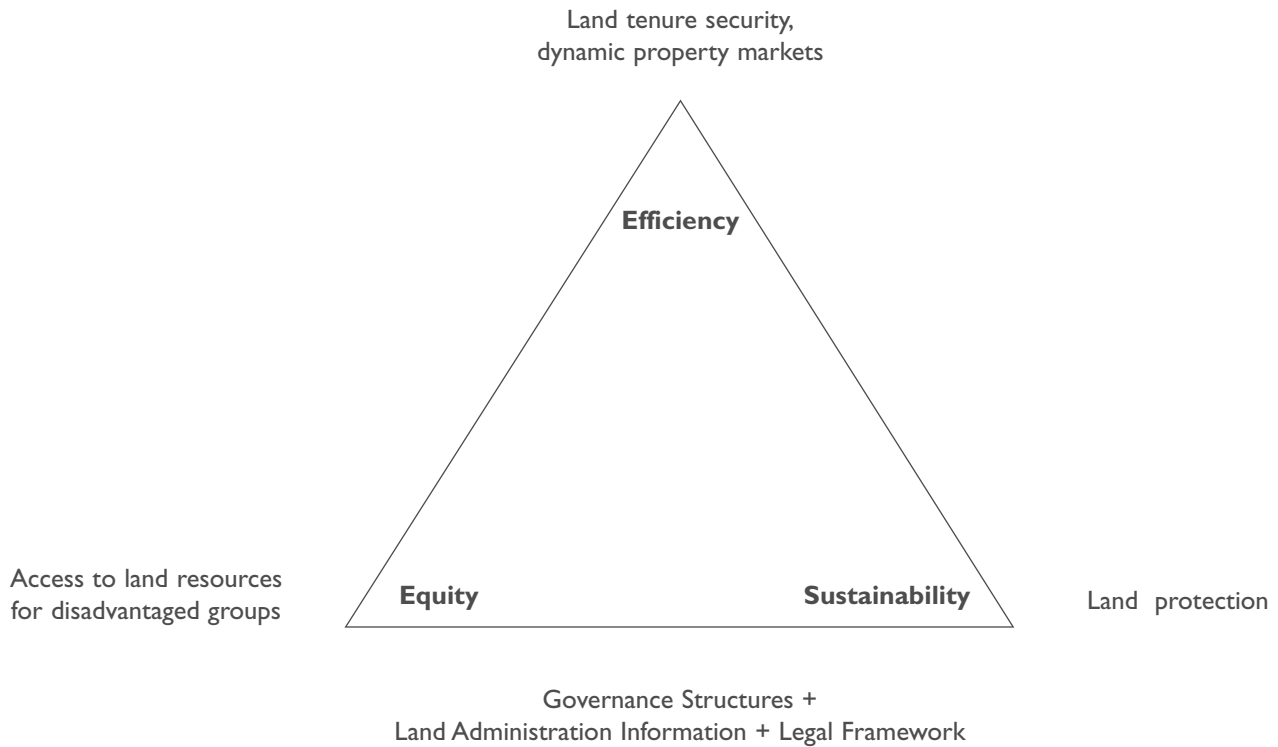 Land tenure security,
dynamic property markets
Efficiency
Access to land resources
for disadvantaged groups
Equity
Sustainability
Land protection
Governance Structures +
Land Administration Information + Legal Framework